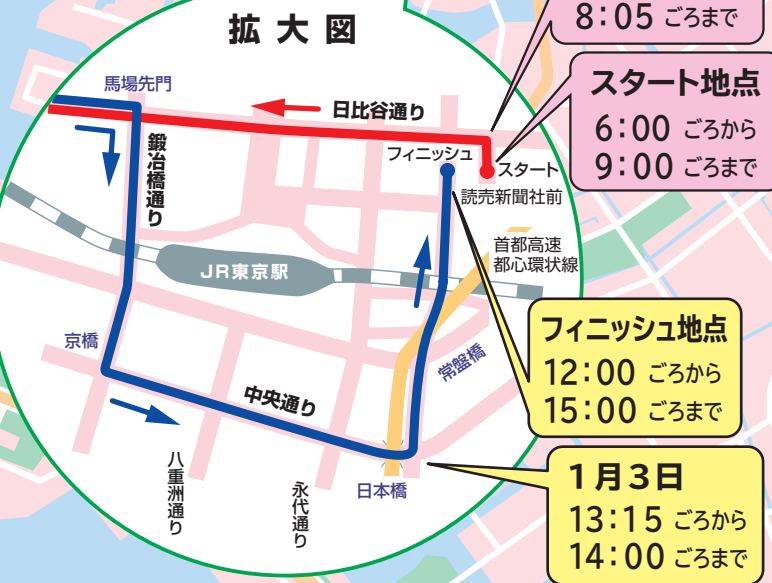 8:05 ごろまで
拡大図
スタート地点
6:00 ごろから
9:00 ごろまで
馬場先門
日比谷通り
鍛冶橋通り
フィニッシュ
スタート
読売新聞社前
首都高速
都心環状線
JR東京駅
京橋
常盤橋
中央通り
フィニッシュ地点
12:00 ごろから
15:00 ごろまで
八重洲通り
永代通り
日本橋
1月3日
13:15 ごろから
14:00 ごろまで